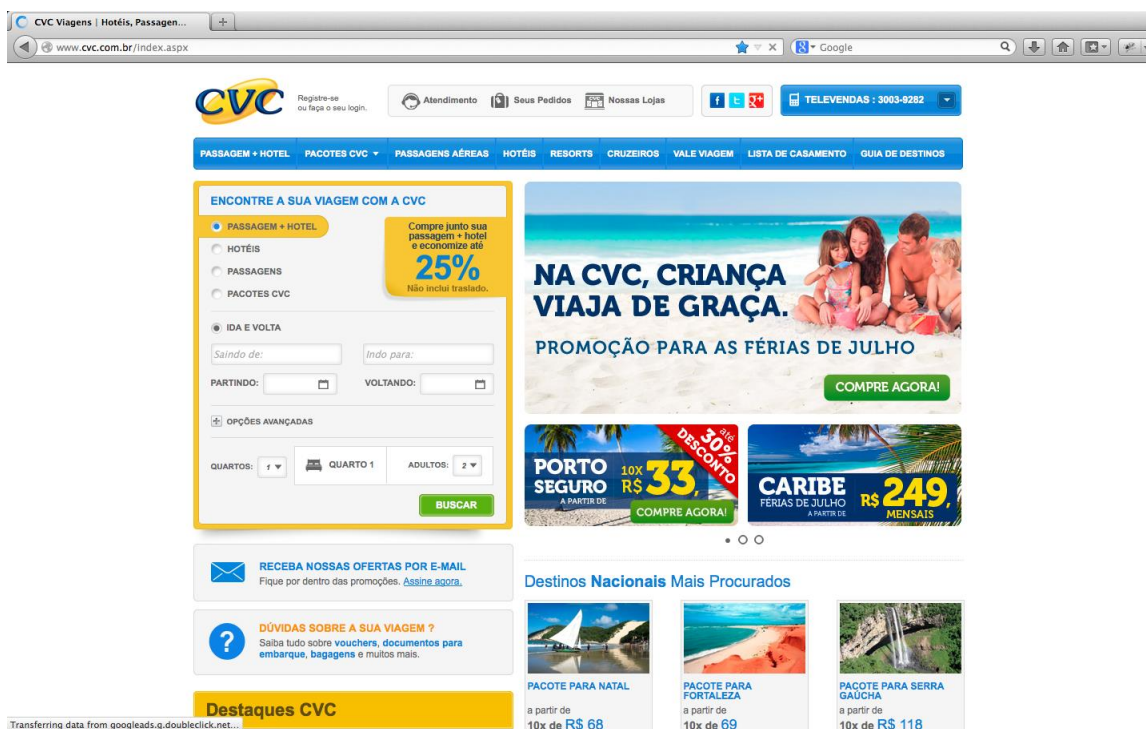 CVC Viagens | Hotéis, Passagen...
www.cvc.com.br/index.aspx
Google
CVC
Registre-se
ou faça o seu login.
Atendimento
Seus Pedidos
Nossas Lojas
TELEVENDAS : 3003-9282
PASSAGEM + HOTEL PACOTES CVC PASSAGENS AÉREAS HOTÉIS RESORTS CRUZEIROS VALE VIAGEM LISTA DE CASAMENTO GUIA DE DESTINOS
ENCONTRE A SUA VIAGEM COM A CVC
PASSAGEM + HOTEL
HOTÉIS
PASSAGENS
PACOTES CVC
Compre junto sua
passagem + hotel
e economize até
25%
Não inclui traslado.
IDA E VOLTA
Saindo de: Indo para:
PARTINDO: VOLTANDO:
OPÇÕES AVANÇADAS
QUARTOS: 1 QUARTO 1 ADULTOS: 2
BUSCAR
NA CVC, CRIANÇA
VIAJA DE GRAÇA.
PROMOÇÃO PARA AS FÉRIAS DE JULHO
COMPRE AGORA!
PORTO
SEGURO
A PARTIR DE
10X
R$ 33,
até
30%
DESCONTO
COMPRE AGORA!
CARIBE
FÉRIAS DE JULHO
A PARTIR DE
R$ 249,
MENSAIS
RECEBA NOSSAS OFERTAS POR E-MAIL
Fique por dentro das promoções. Assine agora.
DÚVIDAS SOBRE A SUA VIAGEM ?
Saiba tudo sobre vouchers, documentos para
embarque, bagagens e muitos mais.
Destaques CVC
Destinos Nacionais Mais Procurados
PACOTE PARA NATAL
a partir de
10x de R$ 68
PACOTE PARA
FORTALEZA
a partir de
10x de 69
PACOTE PARA SERRA
GAÚCHA
a partir de
10x de R$ 118
Transferring data from googleads.g.doubleclick.net...